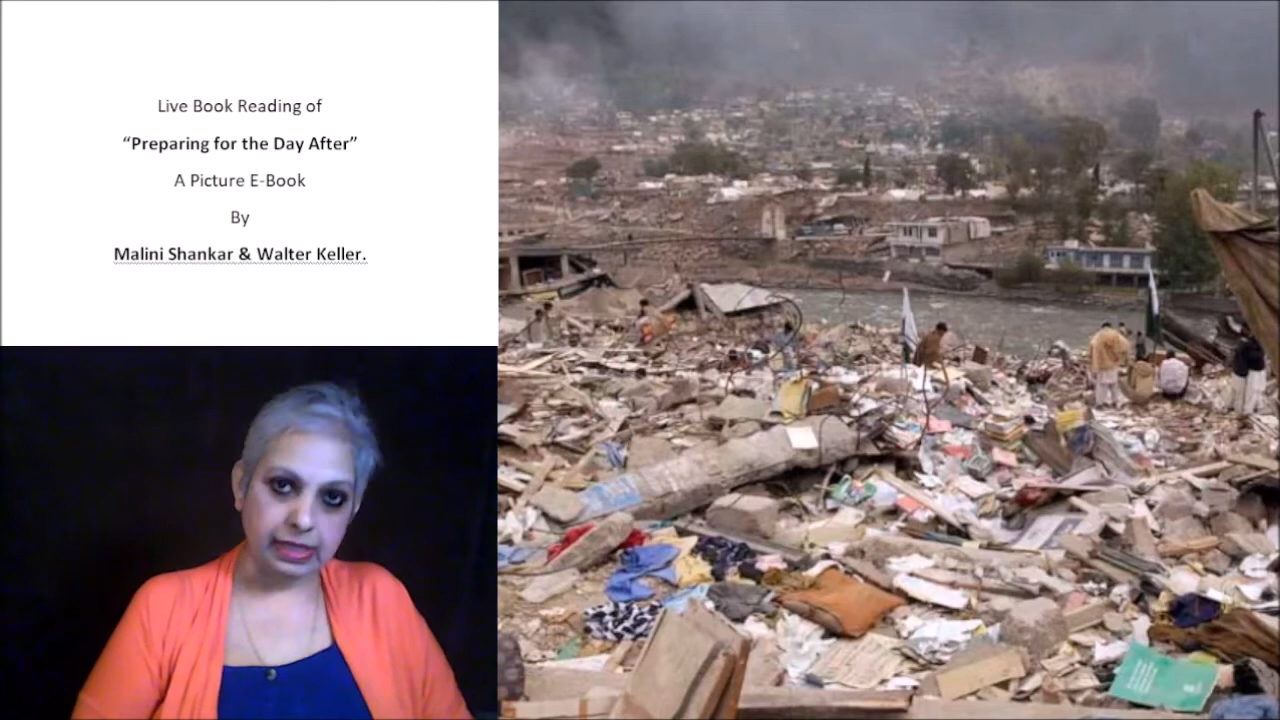 Live Book Reading of
“Preparing for the Day After”
A Picture E-Book
By
Malini Shankar & Walter Keller.